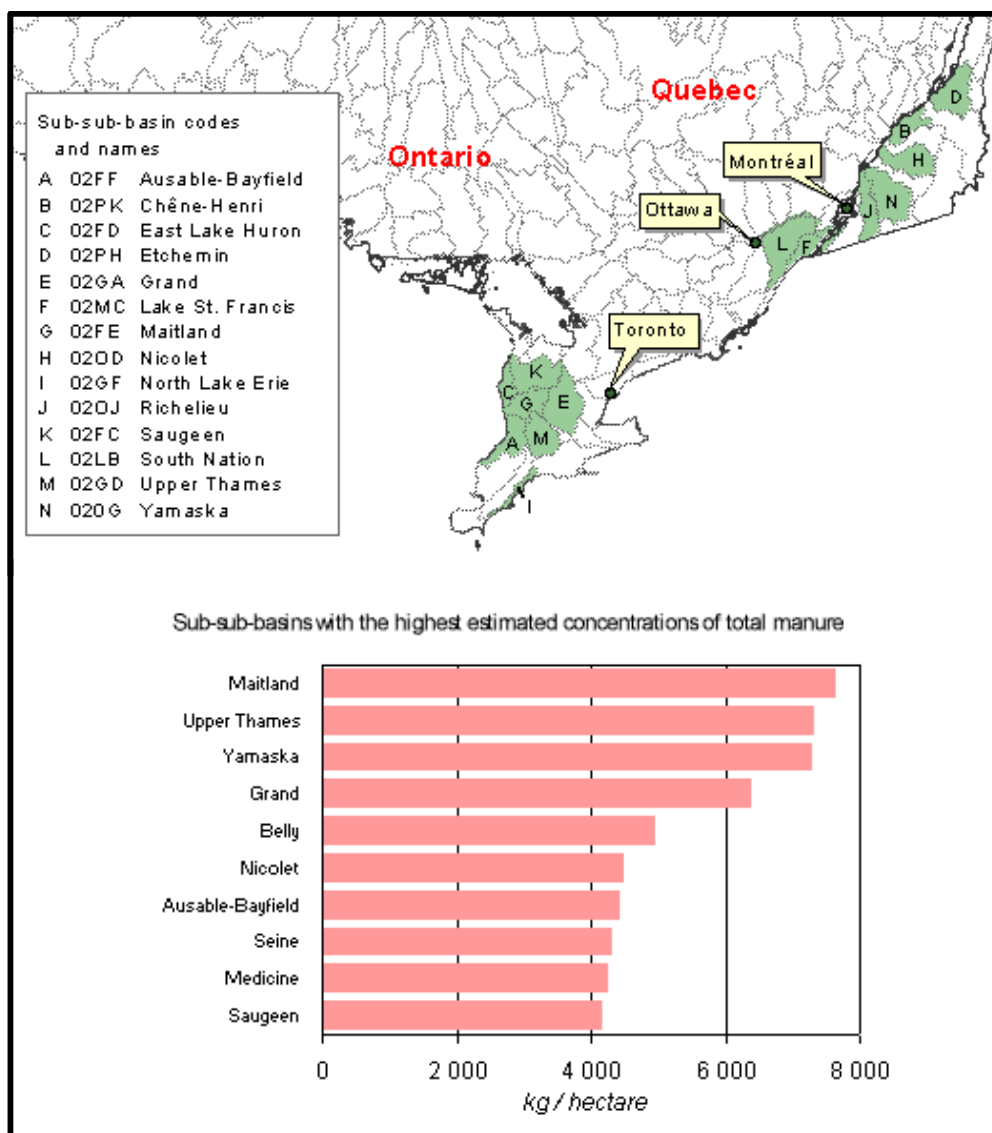 Quebec
Ontario
Montréal
Ottawa
Toronto
D
B
H
N
J
L
F
K
C
G
E
A
M
I
Sub-sub-basin codes
and names
A 02FF Ausable-Bayfield
B 02PK Chêne-Henri
C 02FD East Lake Huron
D 02PH Etchemin
E 02GA Grand
F 02MC Lake St. Francis
G 02FE Maitland
H 02OD Nicolet
I 02GF North Lake Erie
J 02OJ Richelieu
K 02FC Saugeen
L 02LB South Nation
M 02GD Upper Thames
N 02OG Yamaska
Sub-sub-basins with the highest estimated concentrations of total manure
Maitland
Upper Thames
Yamaska
Grand
Belly
Nicolet
Ausable-Bayfield
Seine
Medicine
Saugeen
0 2 000 4 000 6 000 8 000
kg / hectare